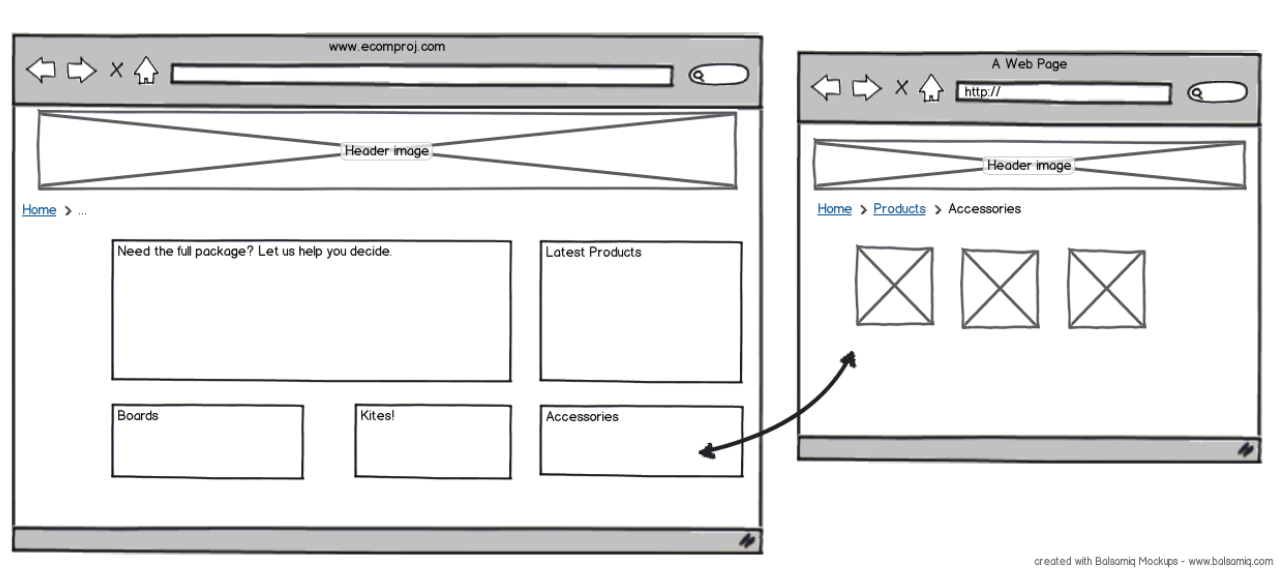 www.ecomproj.com
Header image
Home > ...
Need the full package? Let us help you decide.
Latest Products
Boards
Kites!
Accessories
A Web Page
http://
Header image
Home > Products > Accessories
created with Balsamiq Mockups - www.balsamiq.com